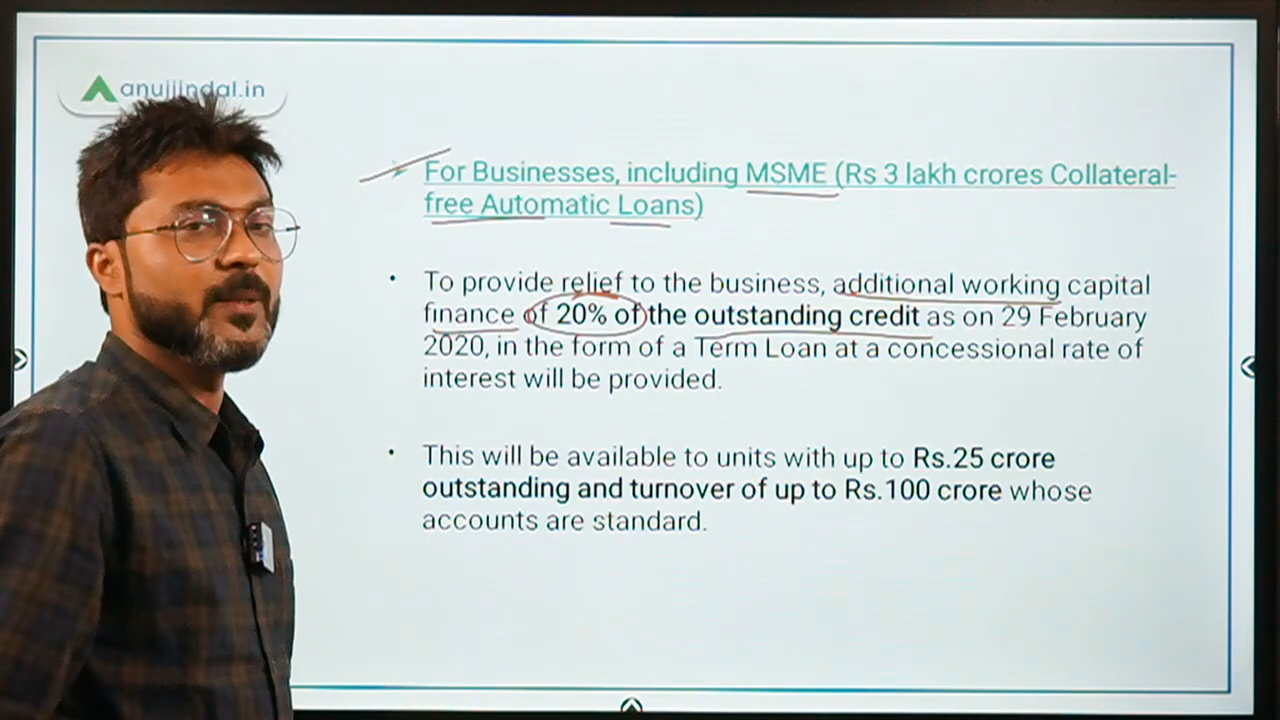 anujjindal.in
For Businesses, including MSME (Rs 3 lakh crores Collateral-
free Automatic Loans)
• To provide relief to the business, additional working capital
finance of 20% of the outstanding credit as on 29 February
2020, in the form of a Term Loan at a concessional rate of
interest will be provided.
• This will be available to units with up to Rs.25 crore
outstanding and turnover of up to Rs.100 crore whose
accounts are standard.